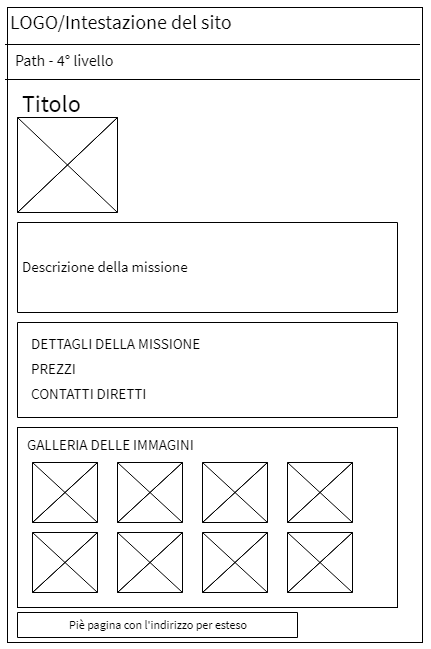 LOGO/Intestazione del sito
Path - 4° livello
Titolo
Descrizione della missione
DETTAGLI DELLA MISSIONE
PREZZI
CONTATTI DIRETTI
GALLERIA DELLE IMMAGINI
Piè pagina con l'indirizzo per esteso